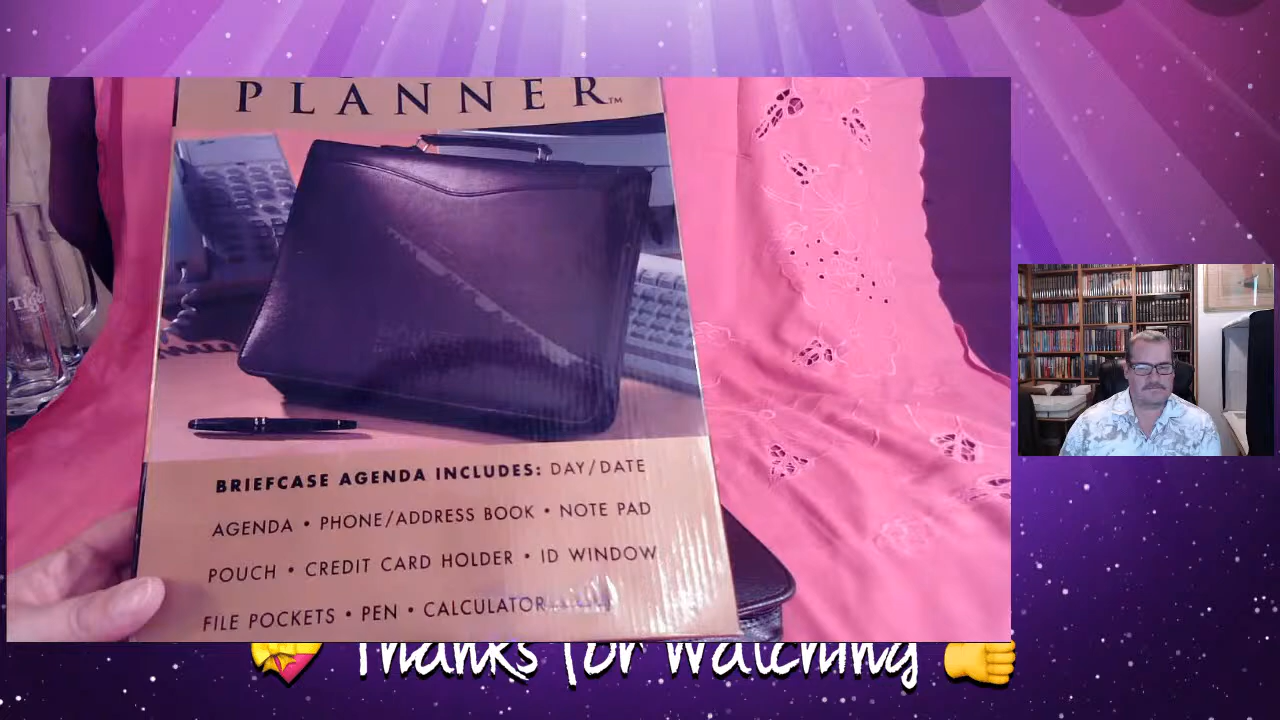 PLANNER™
Tiger
BRIEFCASE AGENDA INCLUDES: DAY/DATE
AGENDA • PHONE/ADDRESS BOOK • NOTE PAD
POUCH • CREDIT CARD HOLDER • ID WINDOW
FILE POCKETS • PEN • CALCULATOR
Thanks for Watching